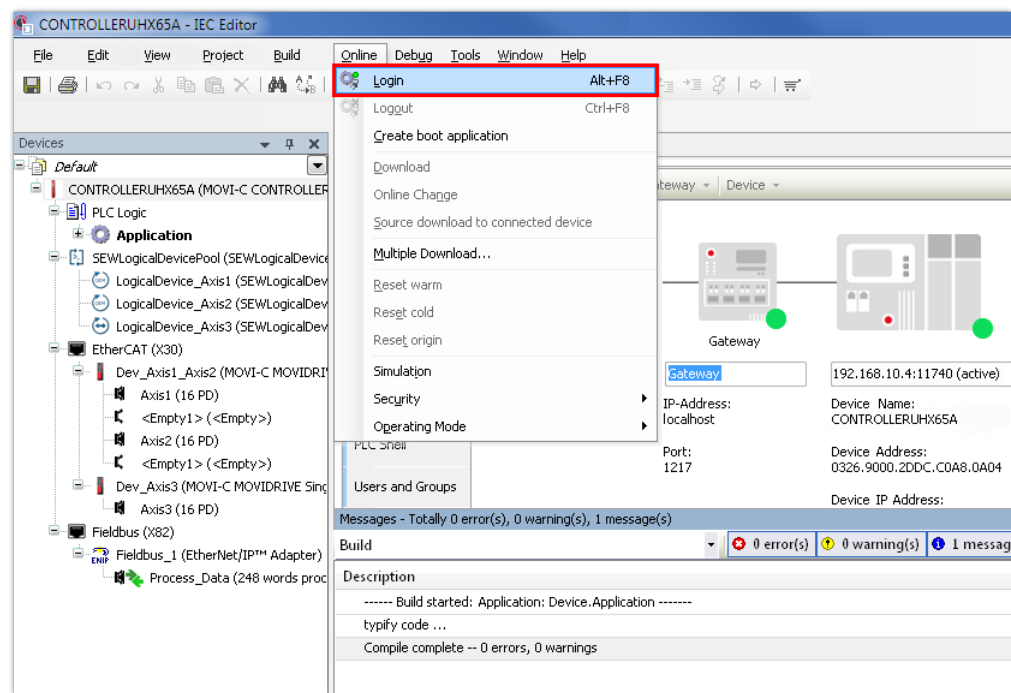 CONTROLLERUHX65A - IEC Editor
File Edit View Project Build Online Debug Tools Window Help
Login Alt+F8
Logout Ctrl+F8
Create boot application
Download
Online Change
Source download to connected device
Multiple Download...
Reset warm
Reset cold
Reset origin
Simulation
Security
Operating Mode
Devices
Default
CONTROLLERUHX65A (MOVI-C CONTROLLER
PLC Logic
Application
SEWLogicalDevicePool (SEWLogicalDevice
LogicalDevice_Axis1 (SEWLogicalDev
LogicalDevice_Axis2 (SEWLogicalDev
LogicalDevice_Axis3 (SEWLogicalDev
EtherCAT (X30)
Dev_Axis1_Axis2 (MOVI-C MOVIDRI
Axis1 (16 PD)
<Empty1> (<Empty>)
Axis2 (16 PD)
<Empty1> (<Empty>)
Dev_Axis3 (MOVI-C MOVIDRIVE Sing
Axis3 (16 PD)
Fieldbus (X82)
Fieldbus_1 (EtherNet/IP™ Adapter)
ENIP
Process_Data (248 words proc
teway Device
Gateway
Gateway
192.168.10.4:11740 (active)
IP-Address:
localhost
Device Name:
CONTROLLERUHX65A
Port:
1217
Device Address:
0326.9000.2DDC.C0A8.0A04
Device IP Address:
PLC Shell
Users and Groups
Messages - Totally 0 error(s), 0 warning(s), 1 message(s)
Build 0 error(s) 0 warning(s) 1 messag
Description
------ Build started: Application: Device.Application -------
typify code ...
Compile complete -- 0 errors, 0 warnings